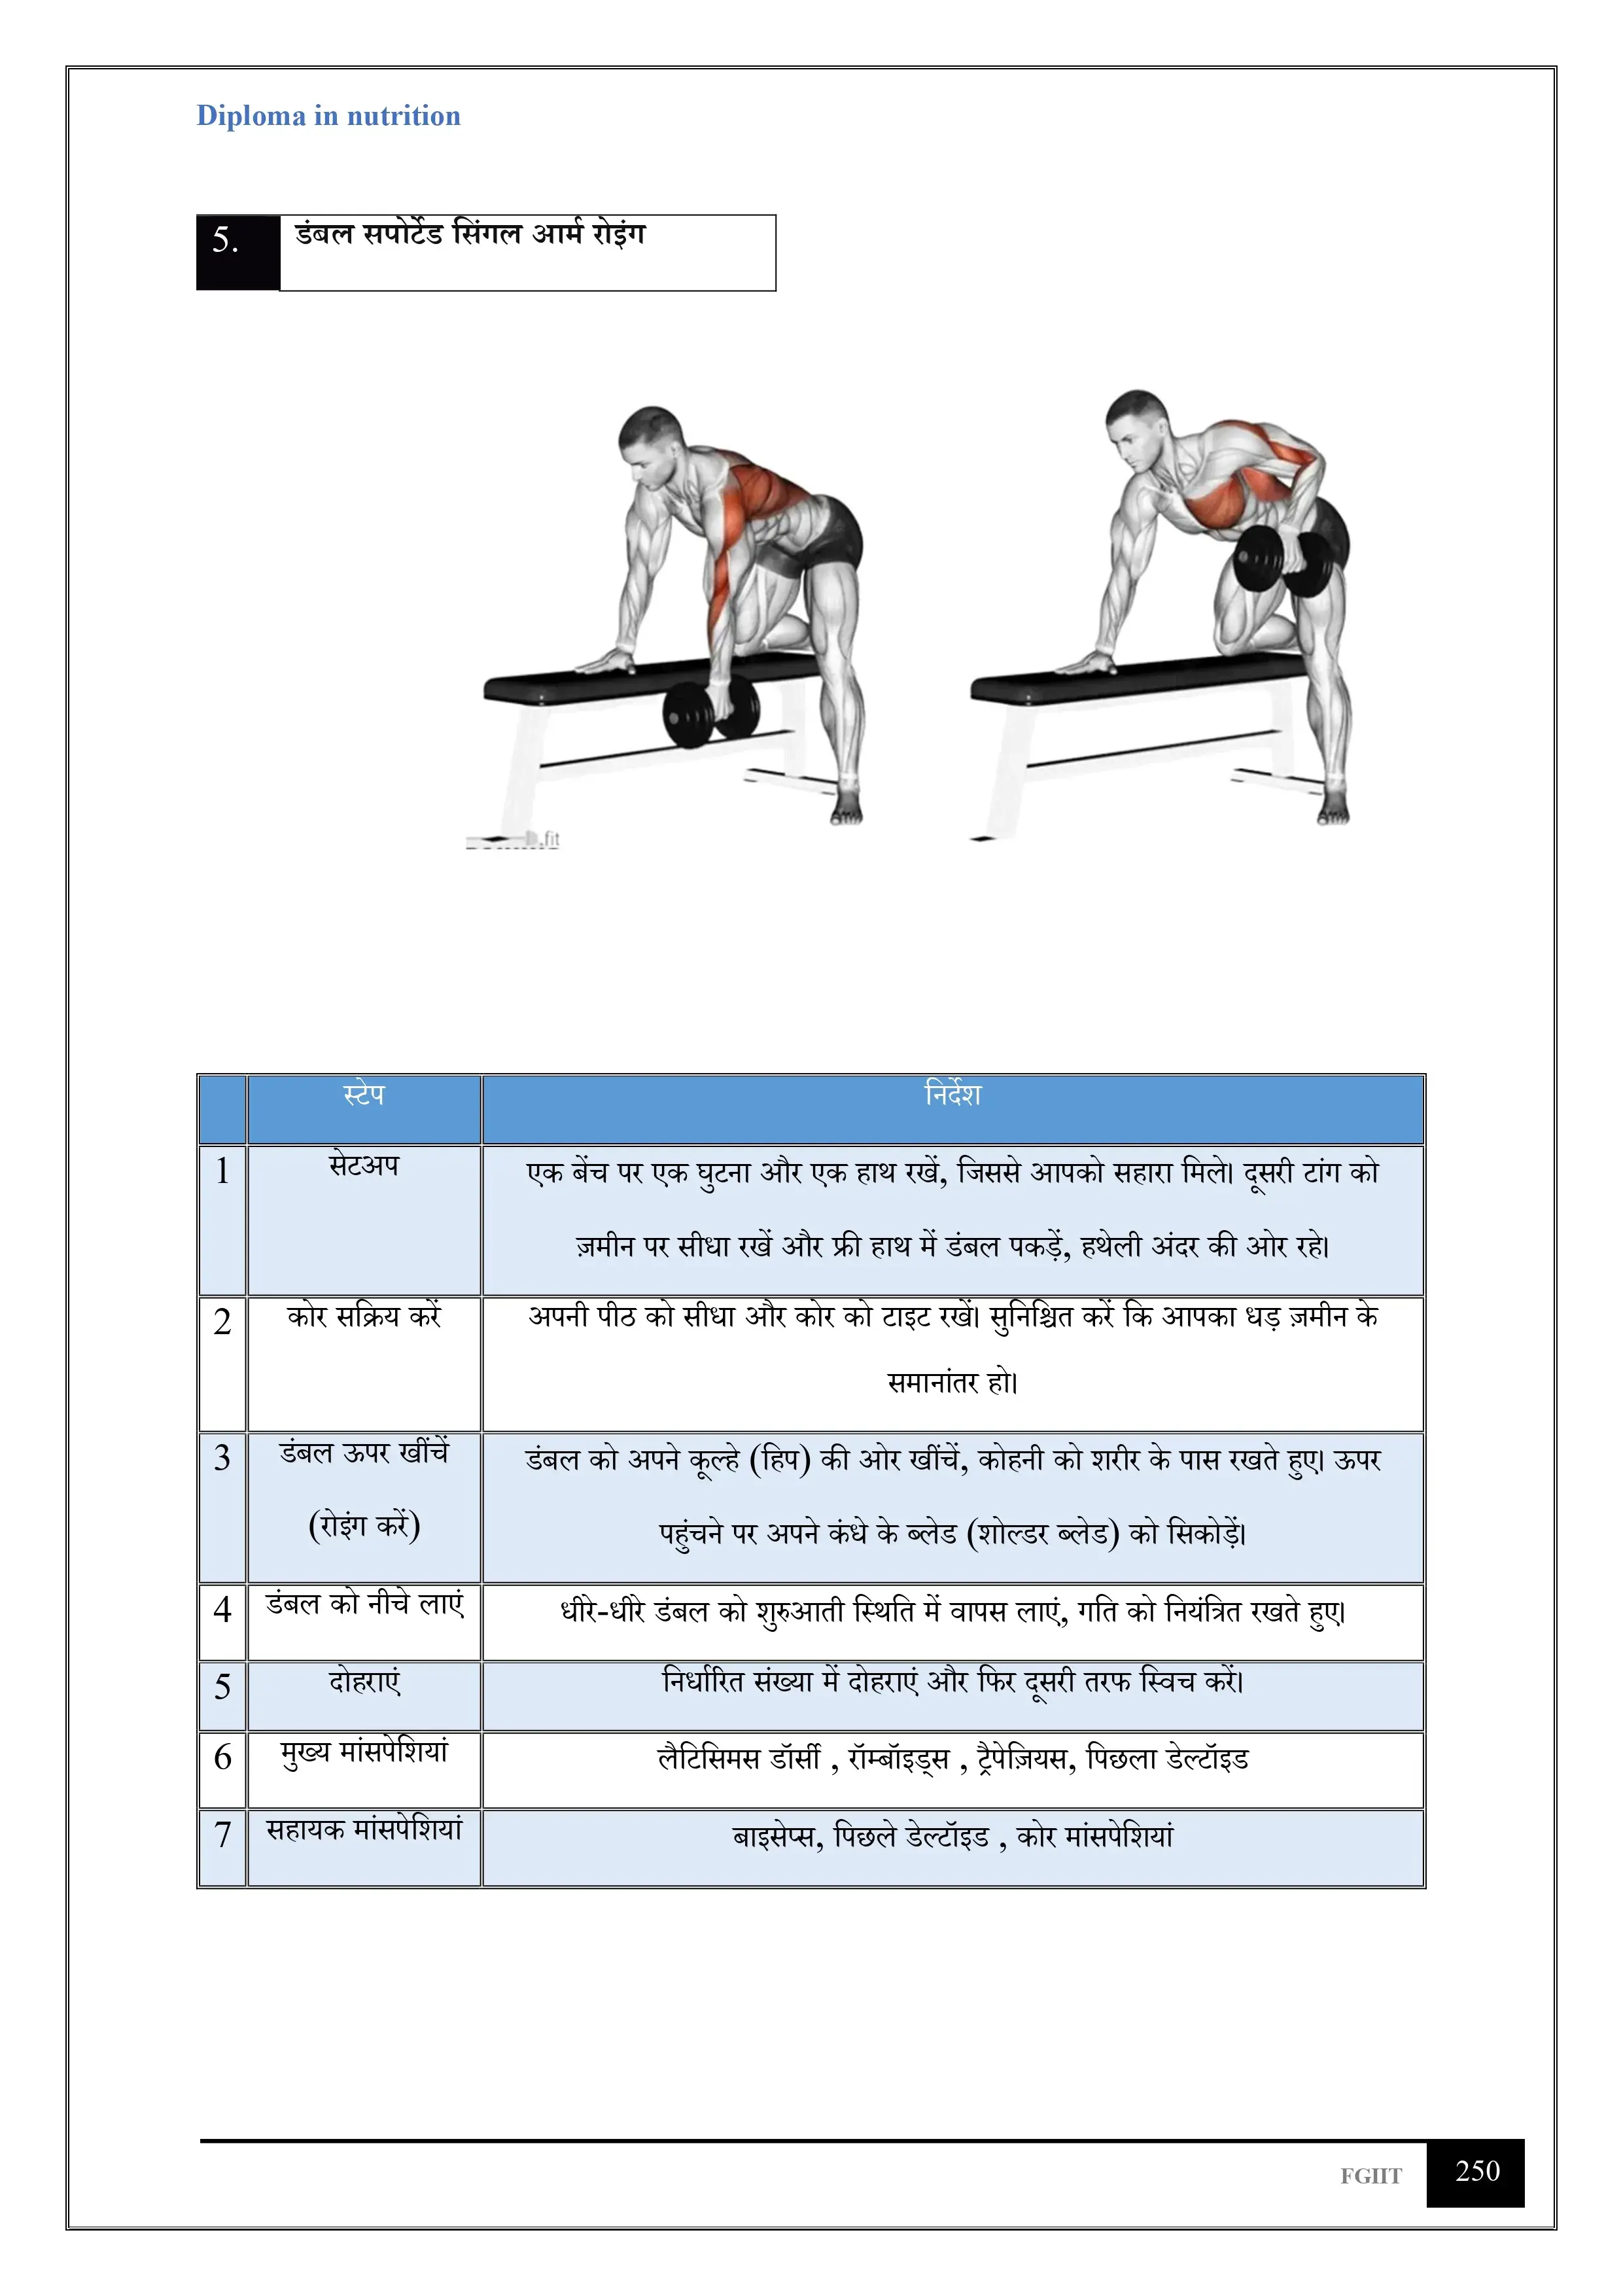 Diploma in nutrition
5. डंबल सपोर्टेड सिंगल आर्म रोइंग
.fit
स्टेप निर्देश
1 सेटअप एक बेंच पर एक घुटना और एक हाथ रखें, जिससे आपको सहारा मिले। दूसरी टांग को
ज़मीन पर सीधा रखें और फ्री हाथ में डंबल पकड़ें, हथेली अंदर की ओर रहे।
2 कोर सक्रिय करें अपनी पीठ को सीधा और कोर को टाइट रखें। सुनिश्चित करें कि आपका धड़ ज़मीन के
समानांतर हो।
3 डंबल ऊपर खींचें डंबल को अपने कूल्हे (हिप) की ओर खींचें, कोहनी को शरीर के पास रखते हुए। ऊपर
(रोइंग करें) पहुंचने पर अपने कंधे के ब्लेड (शोल्डर ब्लेड) को सिकोड़ें।
4 डंबल को नीचे लाएं धीरे-धीरे डंबल को शुरुआती स्थिति में वापस लाएं, गति को नियंत्रित रखते हुए।
5 दोहराएं निर्धारित संख्या में दोहराएं और फिर दूसरी तरफ स्विच करें।
6 मुख्य मांसपेशियां लैटिसिमस डॉर्सी , रॉम्बॉइड्स , ट्रैपेज़ियस, पिछला डेल्टॉइड
7 सहायक मांसपेशियां बाइसेप्स, पिछले डेल्टॉइड , कोर मांसपेशियां
FGIIT 250